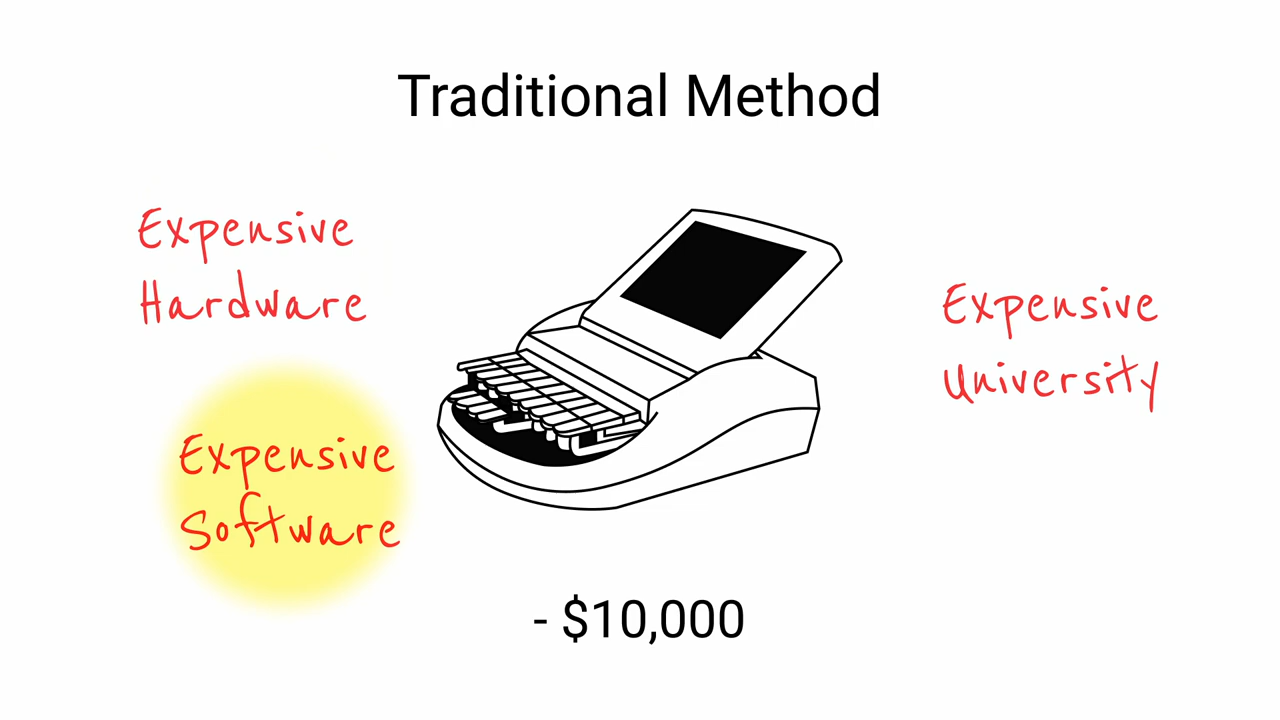 Traditional Method
Expensive
Hardware
Expensive
Software
Expensive
University
- $10,000